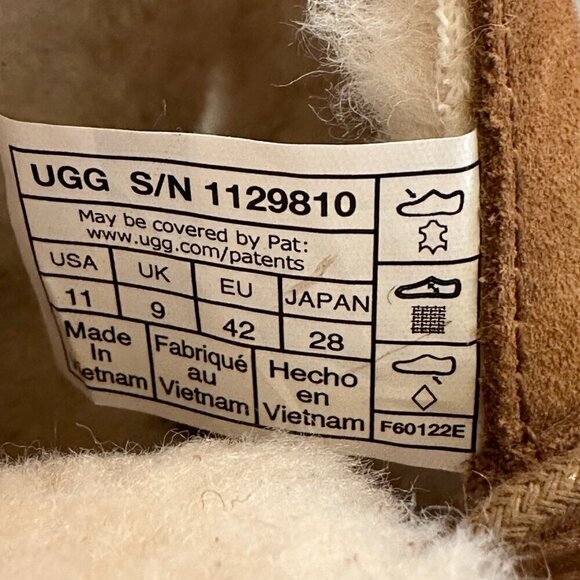 UGG S/N 1129810
May be covered by Pat:
www.ugg.com/patents
USA UK EU JAPAN
11 9 42 28
Made In Vietnam
Fabriqué au Vietnam
Hecho en Vietnam
F60122E